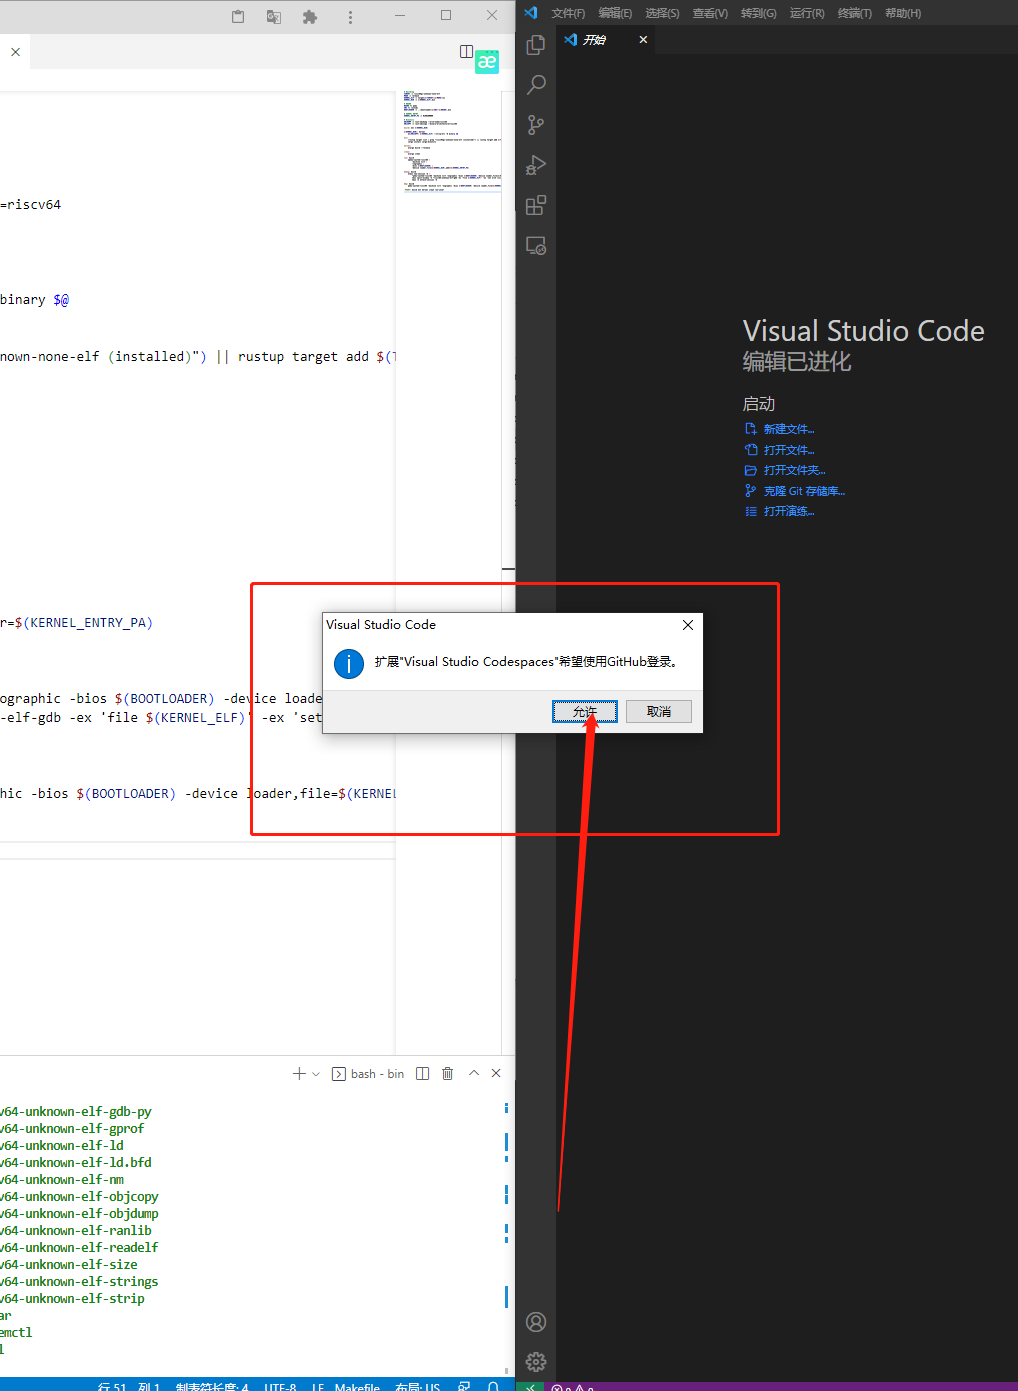 文件(F) 编辑(E) 选择(S) 查看(V) 转到(G) 运行(R) 终端(T) 帮助(H)
开始
æ
=riscv64
binary $@
nown-none-elf (installed)") || rustup target add $(T
r=$(KERNEL_ENTRY_PA)
ographic -bios $(BOOTLOADER) -device loade
-elf-gdb -ex 'file $(KERNEL_ELF)' -ex 'set
hic -bios $(BOOTLOADER) -device loader,file=$(KERNEL
Visual Studio Code
编辑已进化
启动
新建文件...
打开文件...
打开文件夹...
克隆 Git 存储库...
打开演练...
Visual Studio Code
扩展"Visual Studio Codespaces"希望使用GitHub登录。
允许 取消
bash - bin
v64-unknown-elf-gdb-py
v64-unknown-elf-gprof
v64-unknown-elf-ld
v64-unknown-elf-ld.bfd
v64-unknown-elf-nm
v64-unknown-elf-objcopy
v64-unknown-elf-objdump
v64-unknown-elf-ranlib
v64-unknown-elf-readelf
v64-unknown-elf-size
v64-unknown-elf-strings
v64-unknown-elf-strip
ar
emctl
l
行 51, 列 1 制表符长度: 4 UTF-8 LF Makefile 布局: US